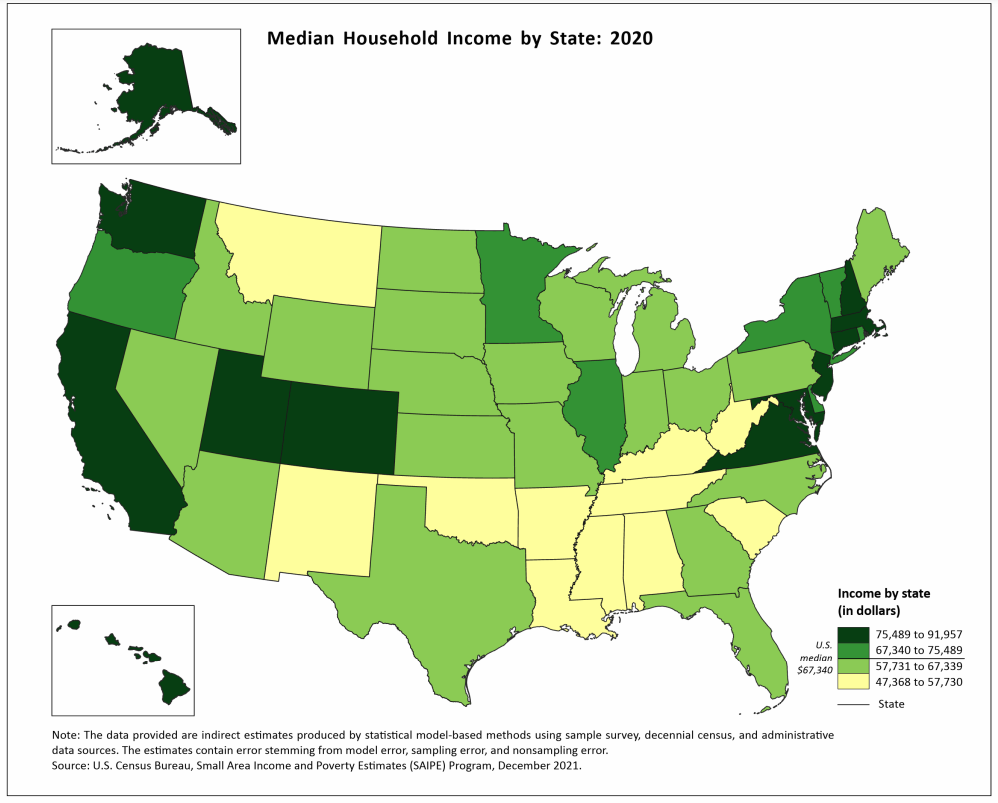 Median Household Income by State: 2020
Income by state
(in dollars)
75,489 to 91,957
67,340 to 75,489
57,731 to 67,339
47,368 to 57,730
U.S.
median
$67,340
State
Note: The data provided are indirect estimates produced by statistical model-based methods using sample survey, decennial census, and administrative
data sources. The estimates contain error stemming from model error, sampling error, and nonsampling error.
Source: U.S. Census Bureau, Small Area Income and Poverty Estimates (SAIPE) Program, December 2021.